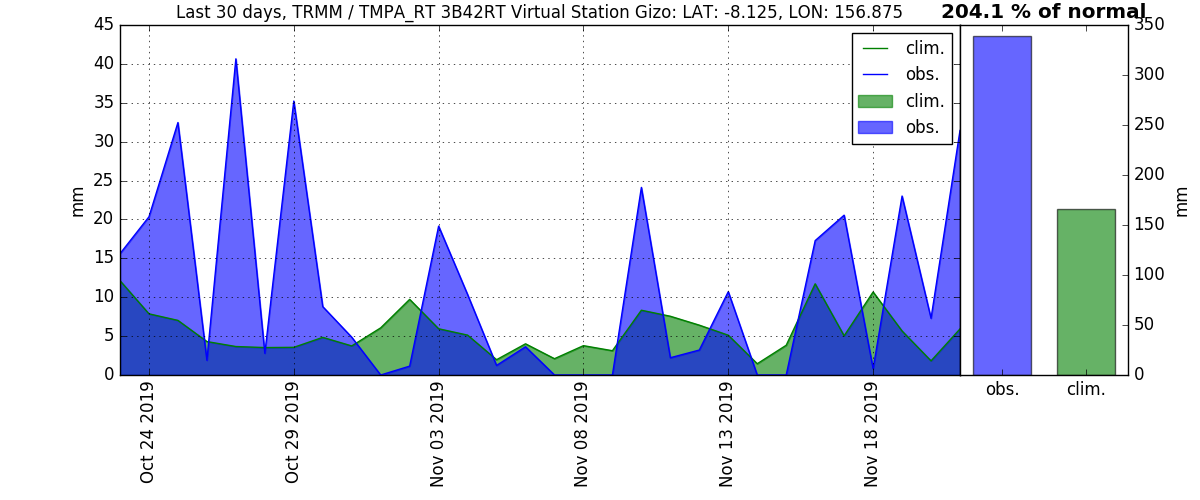 Last 30 days, TRMM / TMPA_RT 3B42RT Virtual Station Gizo: LAT: -8.125, LON: 156.875
204.1 % of normal
45
40
35
30
25
20
15
10
5
0
mm
clim.
obs.
clim.
obs.
Oct 24 2019
Oct 29 2019
Nov 03 2019
Nov 08 2019
Nov 13 2019
Nov 18 2019
350
300
250
200
150
100
50
0
mm
obs.
clim.